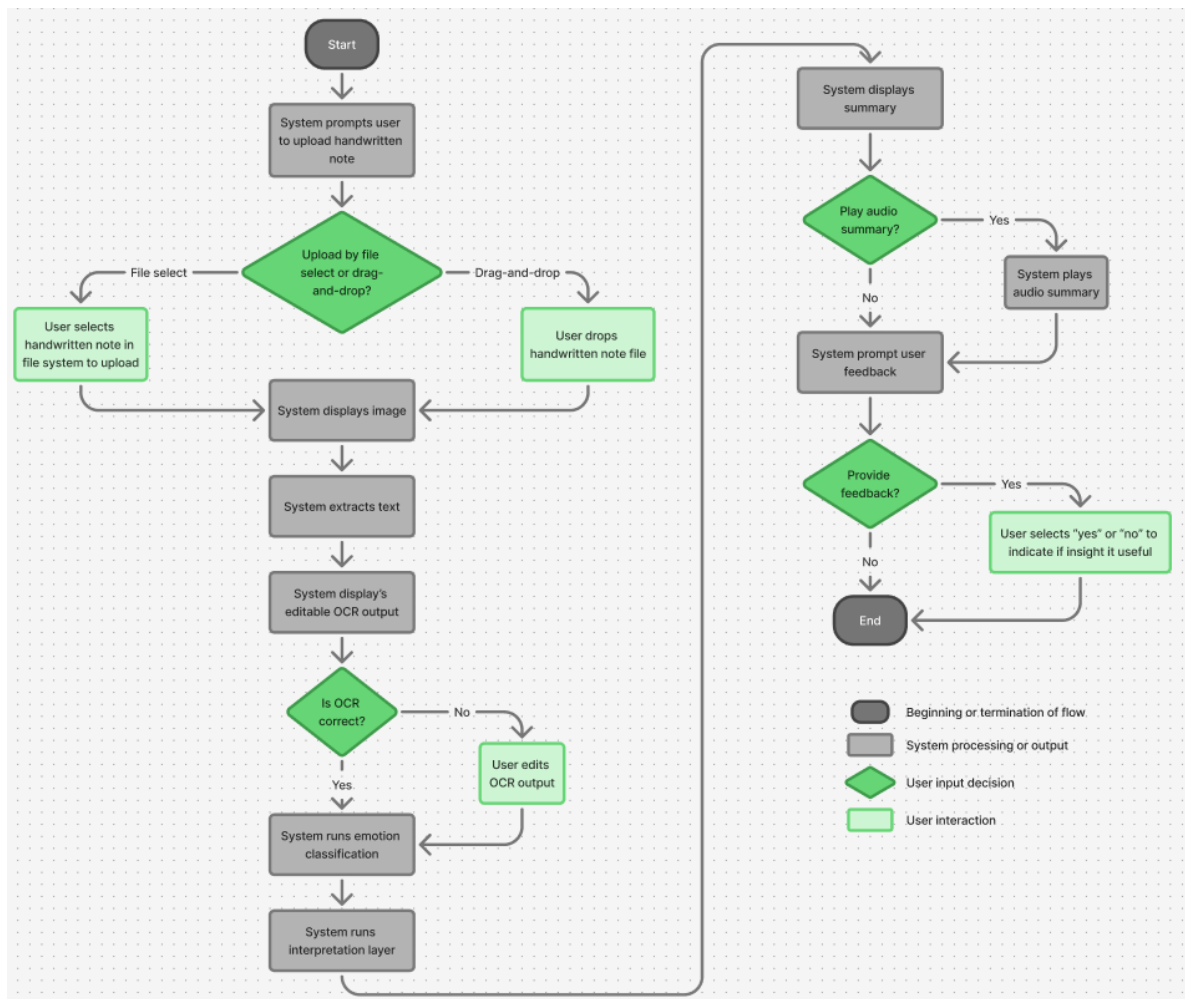 Start
System prompts user
to upload handwritten
note
Upload by file
select or drag-
and-drop?
File select
Drag-and-drop
User selects
handwritten note in
file system to upload
User drops
handwritten note file
System displays image
System extracts text
System display's
editable OCR output
Is OCR
correct?
No
Yes
User edits
OCR output
System runs emotion
classification
System runs
interpretation layer
System displays
summary
Play audio
summary?
Yes
No
System plays
audio summary
System prompt user
feedback
Provide
feedback?
Yes
No
User selects "yes" or "no" to
indicate if insight it useful
End
Beginning or termination of flow
System processing or output
User input decision
User interaction